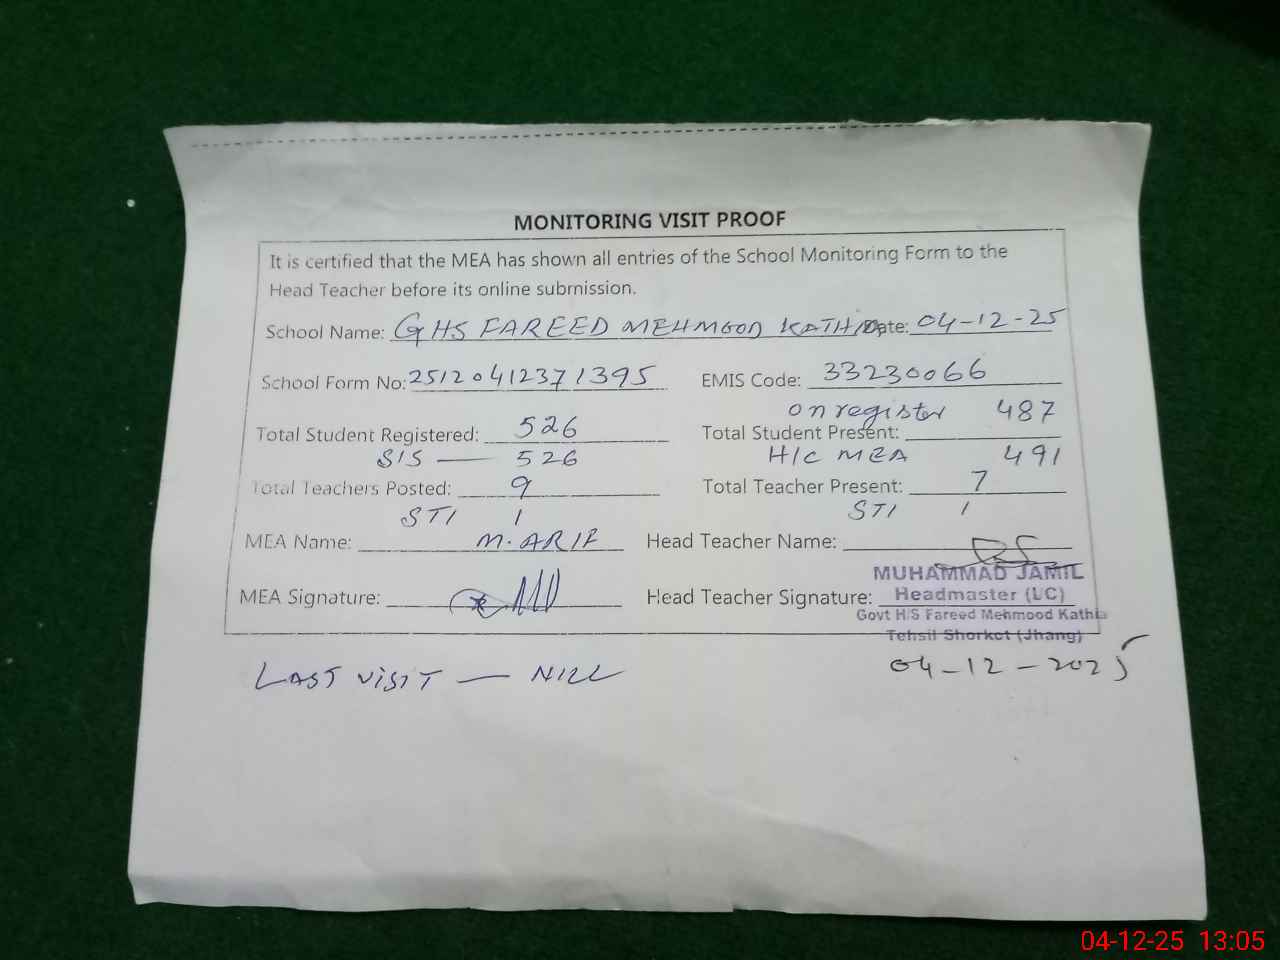 MONITORING VISIT PROOF
It is certified that the MEA has shown all entries of the School Monitoring Form to the
Head Teacher before its online submission.
School Name: GHS FAREED MEHMOOD KATHIA Date: 04-12-25
School Form No: 25120412371395 EMIS Code: 33230066
on register 487
Total Student Registered: 526 Total Student Present:
SIS — 526 H/C MEA 491
Total Teachers Posted: 9 Total Teacher Present: 7
STI 1 STI 1
MEA Name: M. ARIF Head Teacher Name:
MUHAMMAD JAMIL
MEA Signature: Head Teacher Signature: Headmaster (I/C)
Govt H/S Fareed Mehmood Kathia
Tehsil Shorkot (Jhang)
LAST VISIT — NILL 04-12-2025
04-12-25 13:05